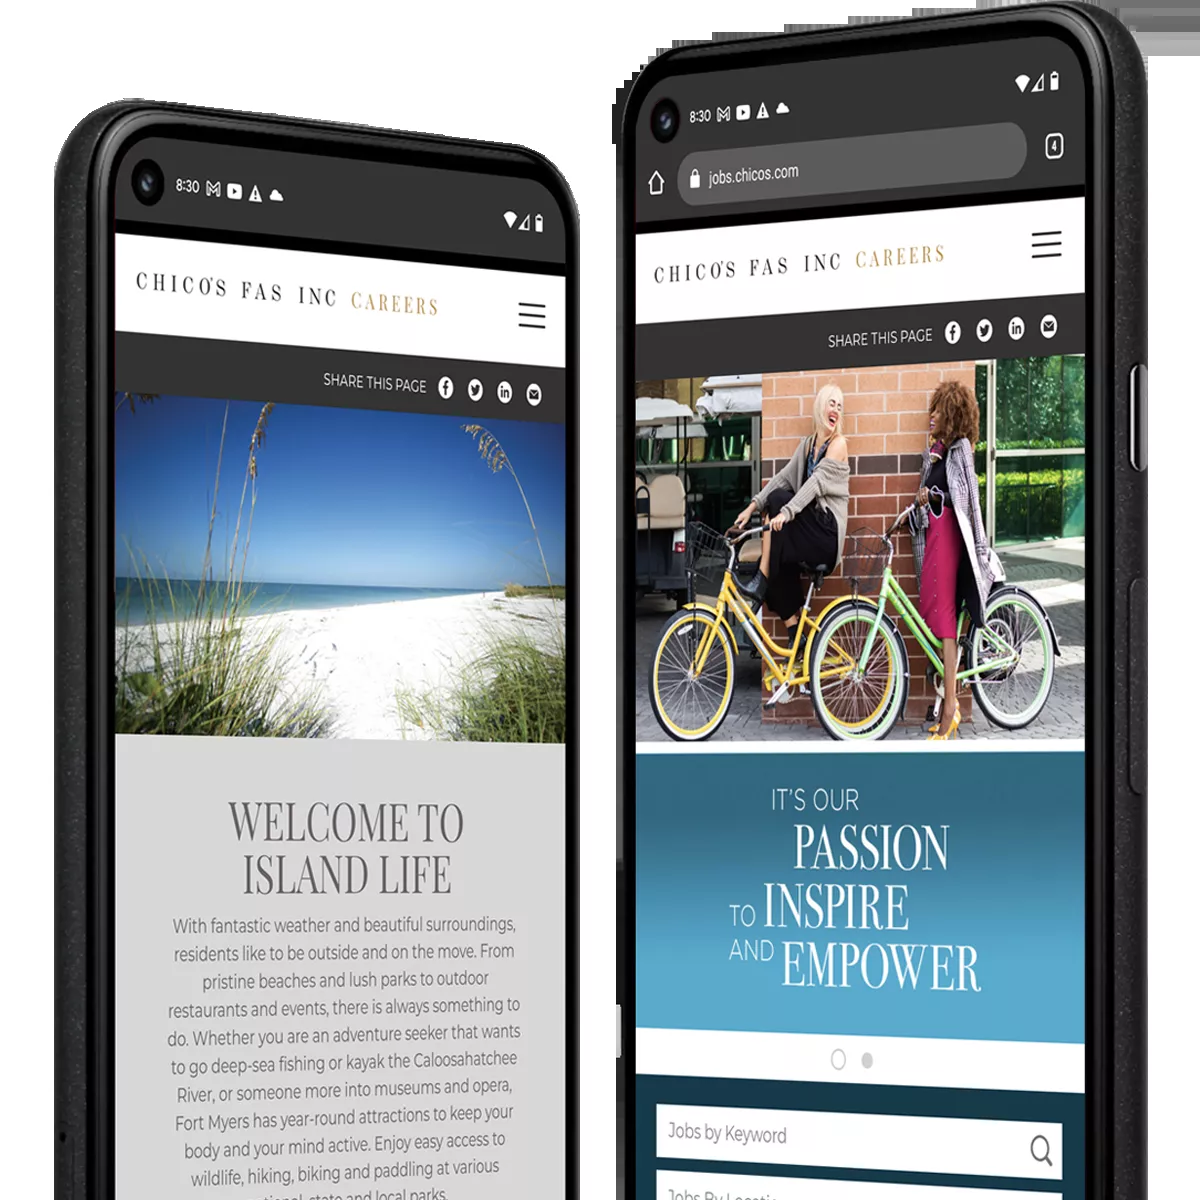 8:30
CHICO'S FAS INC CAREERS
SHARE THIS PAGE
WELCOME TO
ISLAND LIFE
With fantastic weather and beautiful surroundings,
residents like to be outside and on the move. From
pristine beaches and lush parks to outdoor
restaurants and events, there is always something to
do. Whether you are an adventure seeker that wants
to go deep-sea fishing or kayak the Caloosahatchee
River, or someone more into museums and opera,
Fort Myers has year-round attractions to keep your
body and your mind active. Enjoy easy access to
wildlife, hiking, biking and paddling at various
state and local parks.
8:30
jobs.chicos.com
4
CHICO'S FAS INC CAREERS
SHARE THIS PAGE
IT'S OUR
PASSION
TO INSPIRE
AND EMPOWER
Jobs by Keyword
Jobs By